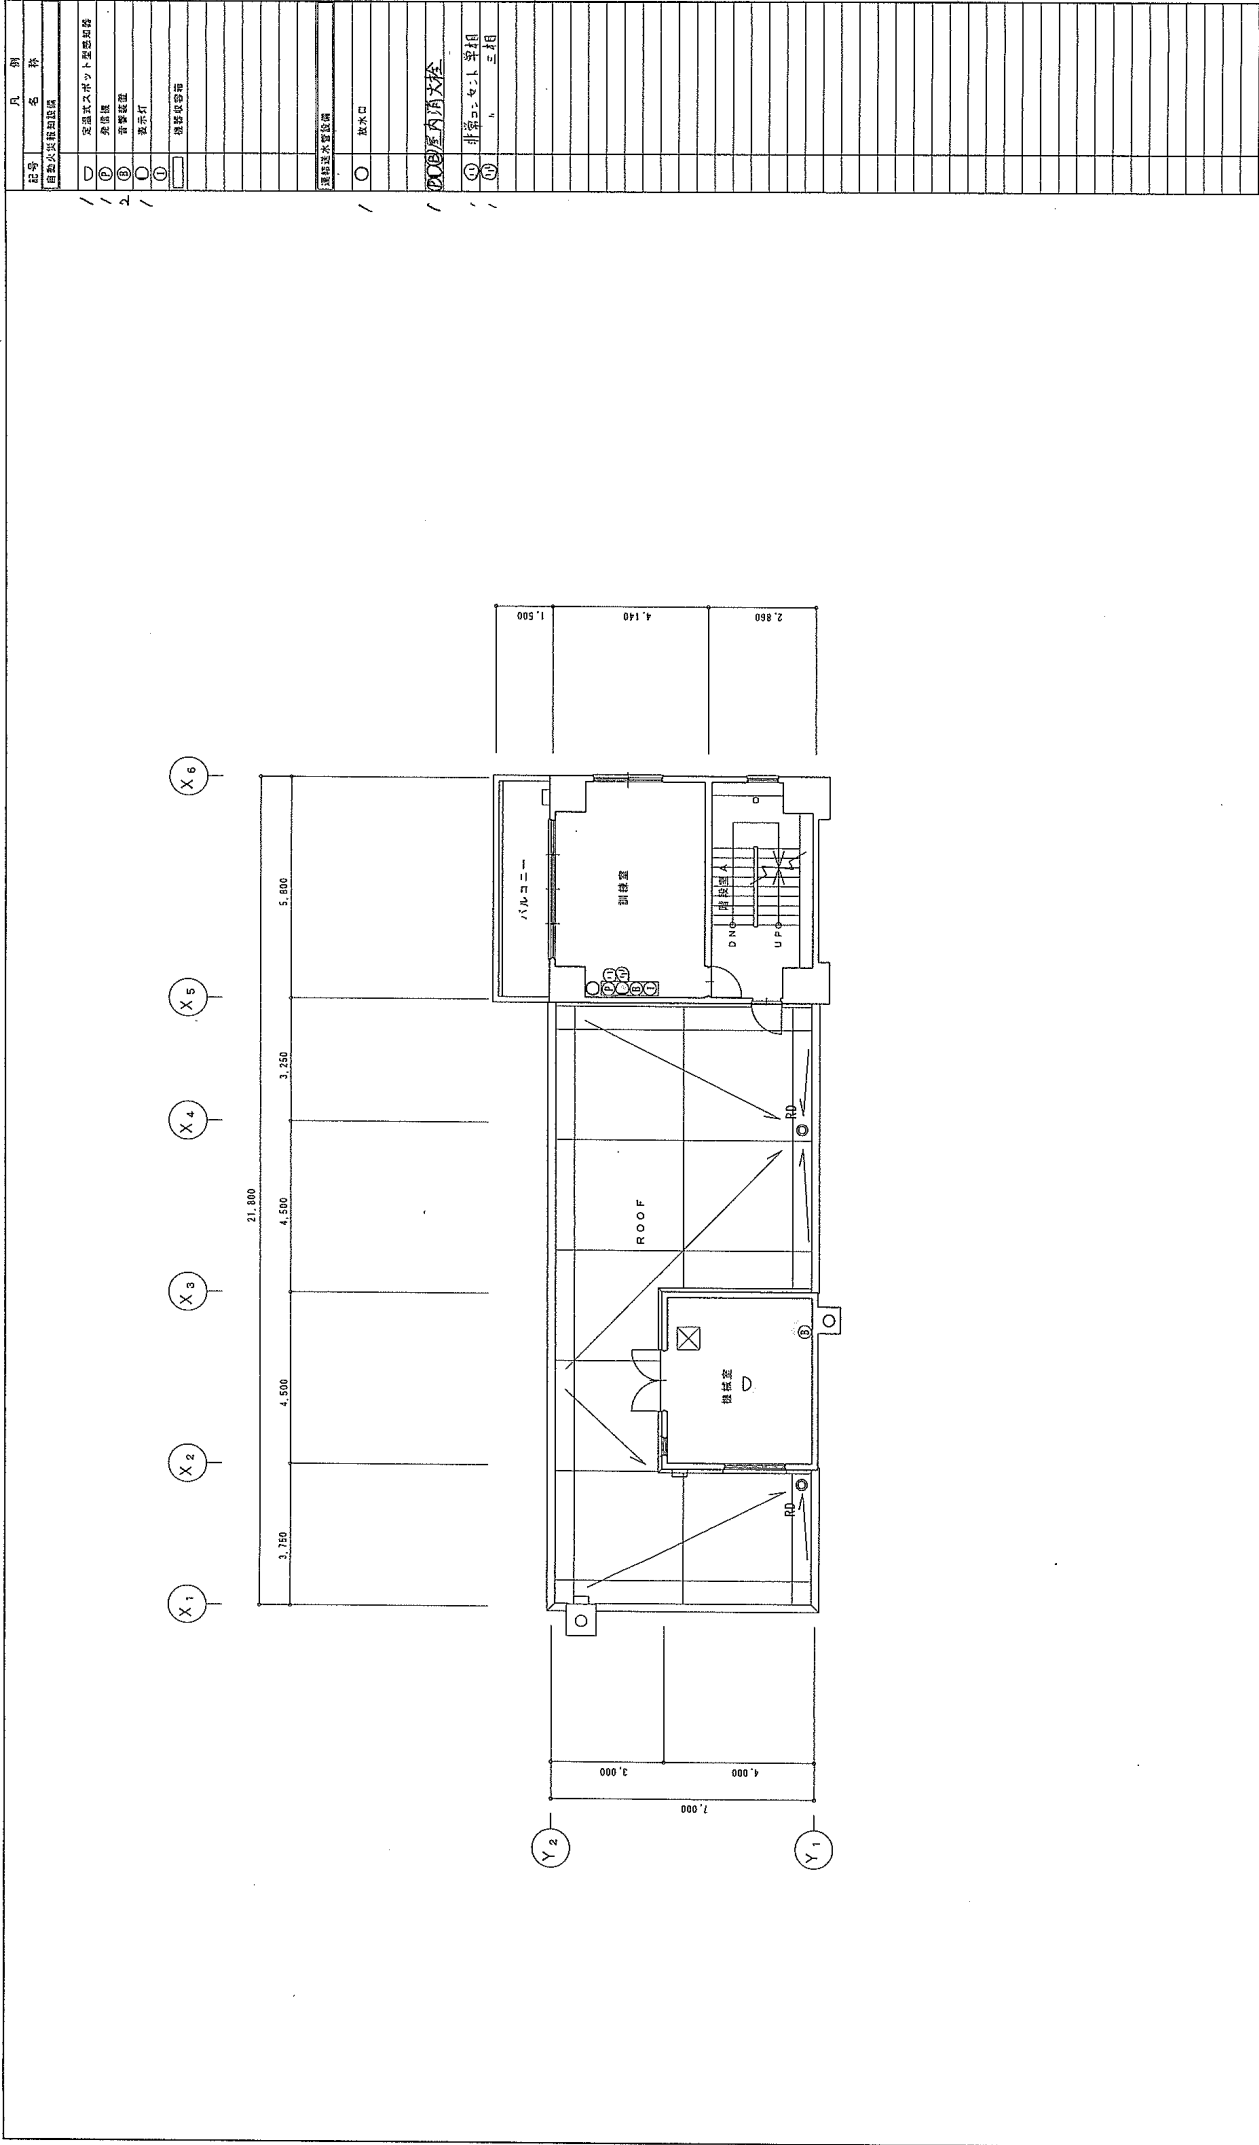 凡 例
記号 名 称
自動火災報知設備
/ 定温式スポット型感知器
/ Ⓟ 発信機
2 Ⓑ 音響装置
/ 表示灯
Ⓘ
機器収容箱
連結送水管設備
/ 放水口
/ ⓅⒷ 屋内消火栓
/ 非常コンセント 単相
/ 〃 三相
X6
X5
X4
X3
X2
X1
21,800
5,800
3,250
4,500
4,500
3,750
1,500
4,140
2,860
バルコニー
訓練室
階段室A
DN
UP
P
B
I
ROOF
RD
機械室
B
RD
3,000
4,000
7,000
Y2
Y1